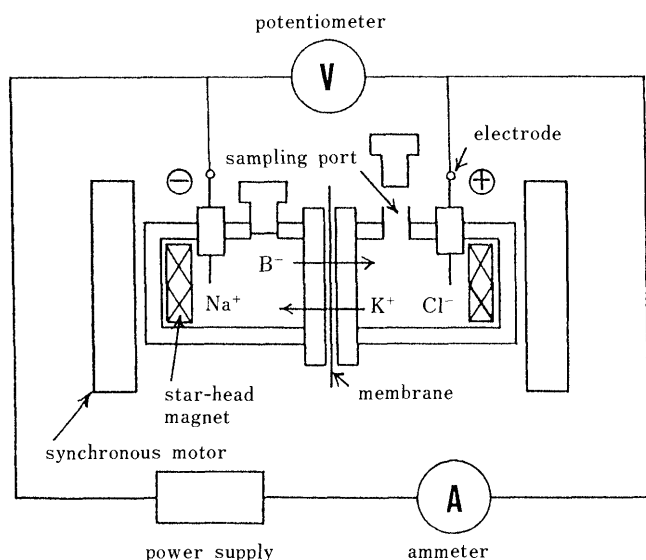 potentiometer
V
electrode
sampling port
⊖
⊕
B⁻
Na⁺
K⁺
Cl⁻
star-head
magnet
membrane
synchronous motor
A
power supply
ammeter